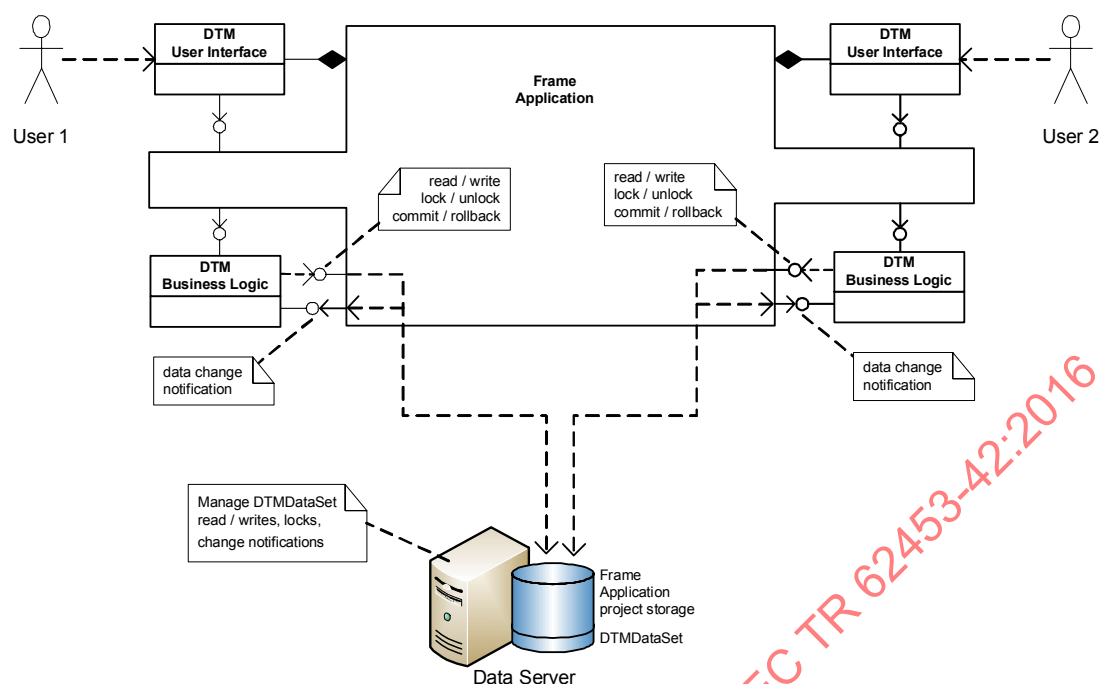 DTM
User Interface
DTM
User Interface
Frame
Application
User 1
User 2
read / write
lock / unlock
commit / rollback
read / write
lock / unlock
commit / rollback
DTM
Business Logic
DTM
Business Logic
data change
notification
data change
notification
Manage DTMDataSet
read / writes, locks,
change notifications
Frame
Application
project storage
DTMDataSet
Data Server
EC TR 62453-42:2016